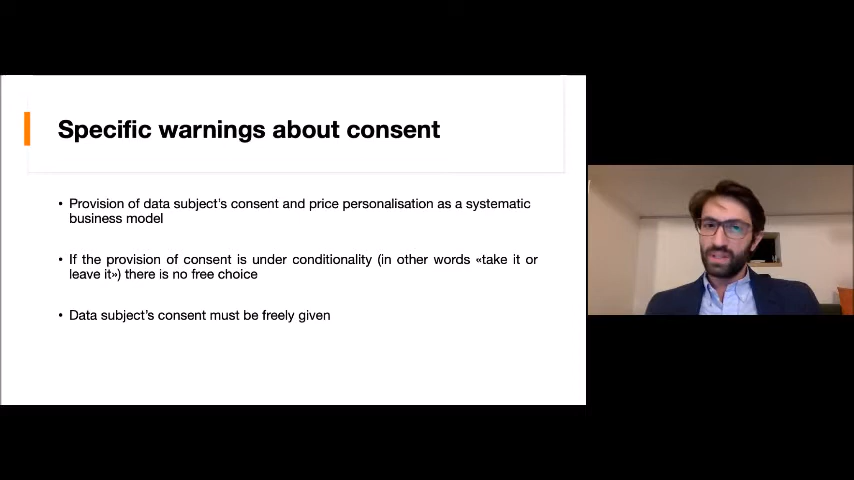 Specific warnings about consent
• Provision of data subject's consent and price personalisation as a systematic
business model
• If the provision of consent is under conditionality (in other words «take it or
leave it») there is no free choice
• Data subject's consent must be freely given